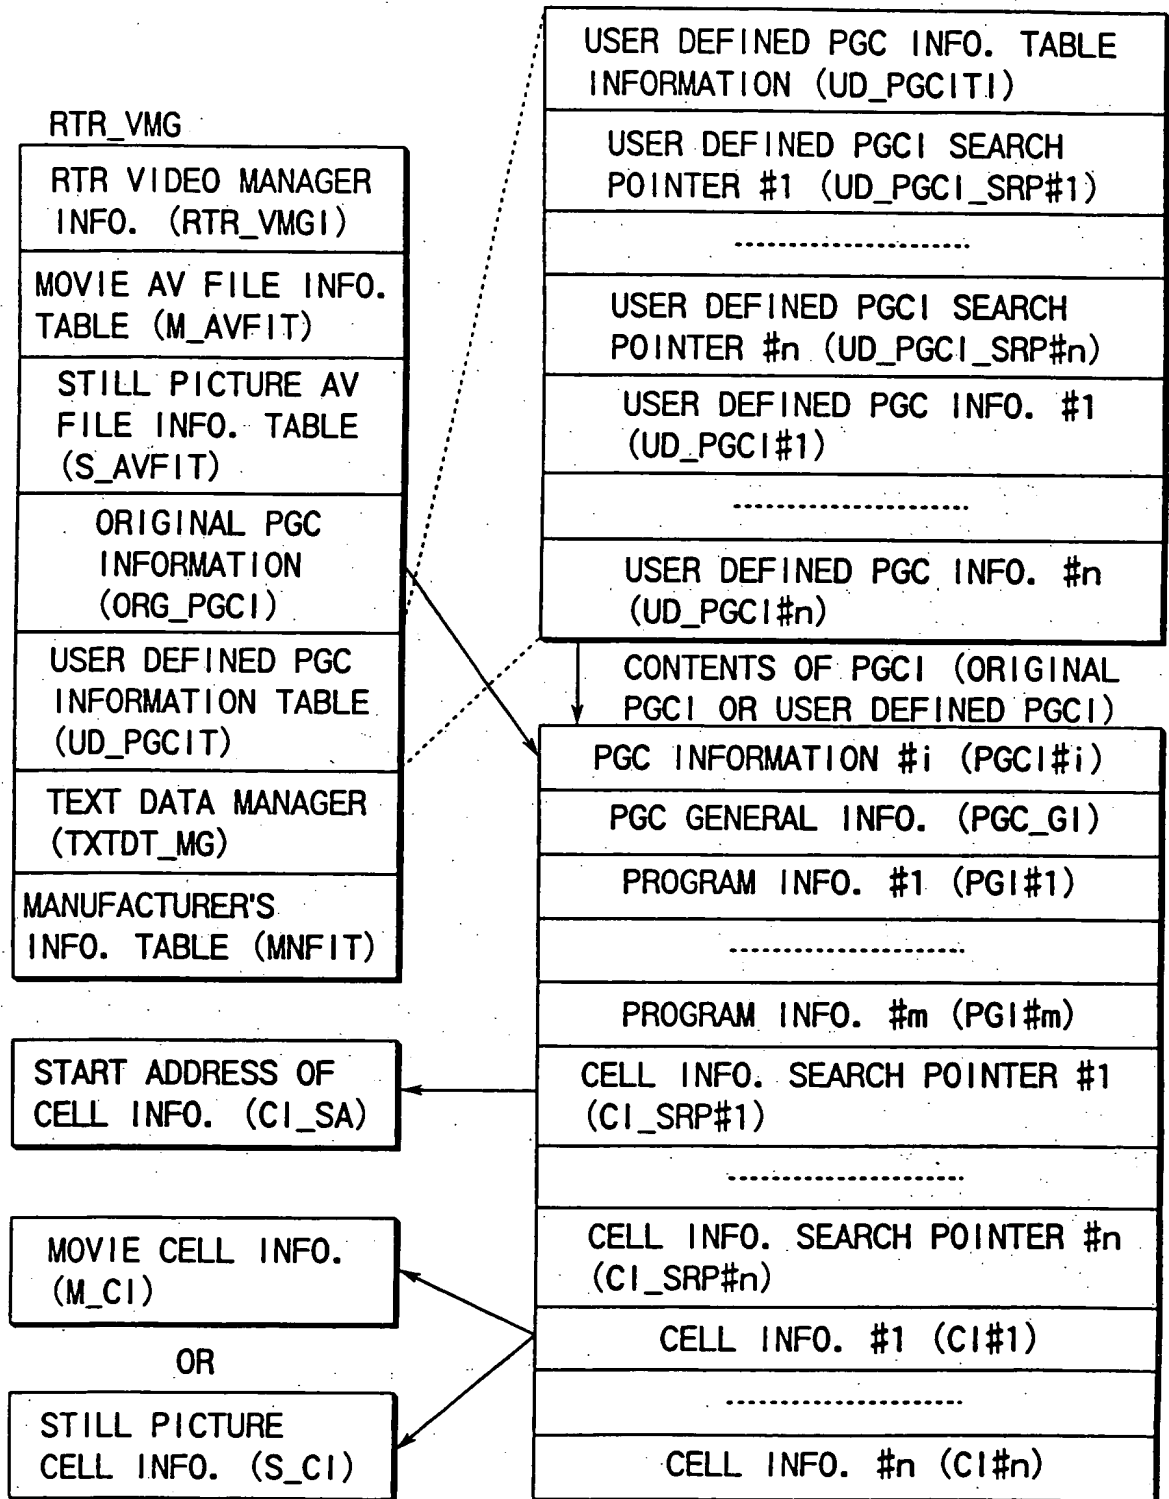 RTR_VMG
RTR VIDEO MANAGER
INFO. (RTR_VMGI)
MOVIE AV FILE INFO.
TABLE (M_AVFIT)
STILL PICTURE AV
FILE INFO. TABLE
(S_AVFIT)
ORIGINAL PGC
INFORMATION
(ORG_PGCI)
USER DEFINED PGC
INFORMATION TABLE
(UD_PGCIT)
TEXT DATA MANAGER
(TXTDT_MG)
MANUFACTURER'S
INFO. TABLE (MNFIT)
START ADDRESS OF
CELL INFO. (CI_SA)
MOVIE CELL INFO.
(M_CI)
OR
STILL PICTURE
CELL INFO. (S_CI)
USER DEFINED PGC INFO. TABLE
INFORMATION (UD_PGCITI)
USER DEFINED PGCI SEARCH
POINTER #1 (UD_PGCI_SRP#1)
USER DEFINED PGCI SEARCH
POINTER #n (UD_PGCI_SRP#n)
USER DEFINED PGC INFO. #1
(UD_PGCI#1)
USER DEFINED PGC INFO. #n
(UD_PGCI#n)
CONTENTS OF PGCI (ORIGINAL
PGCI OR USER DEFINED PGCI)
PGC INFORMATION #i (PGCI#i)
PGC GENERAL INFO. (PGC_GI)
PROGRAM INFO. #1 (PGI#1)
PROGRAM INFO. #m (PGI#m)
CELL INFO. SEARCH POINTER #1
(CI_SRP#1)
CELL INFO. SEARCH POINTER #n
(CI_SRP#n)
CELL INFO. #1 (CI#1)
CELL INFO. #n (CI#n)